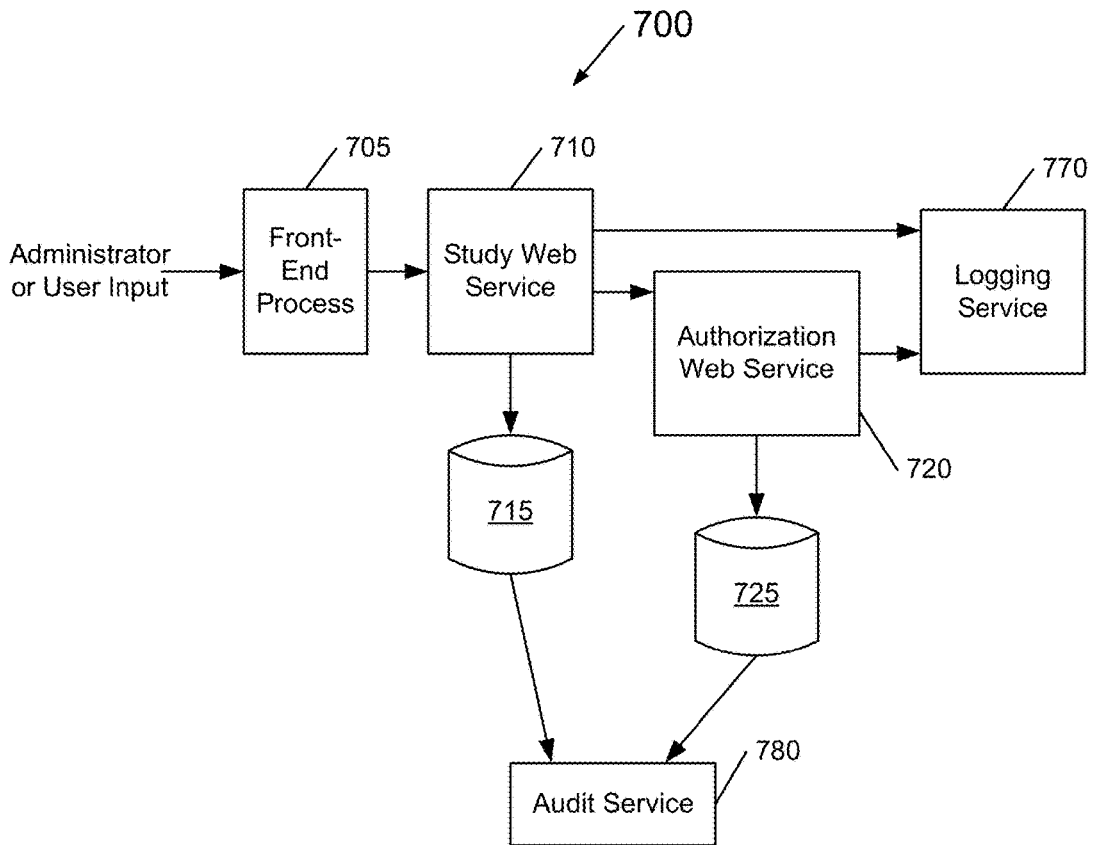 700
705
710
770
Administrator
or User Input
Front-
End
Process
Study Web
Service
Logging
Service
Authorization
Web Service
720
715
725
780
Audit Service